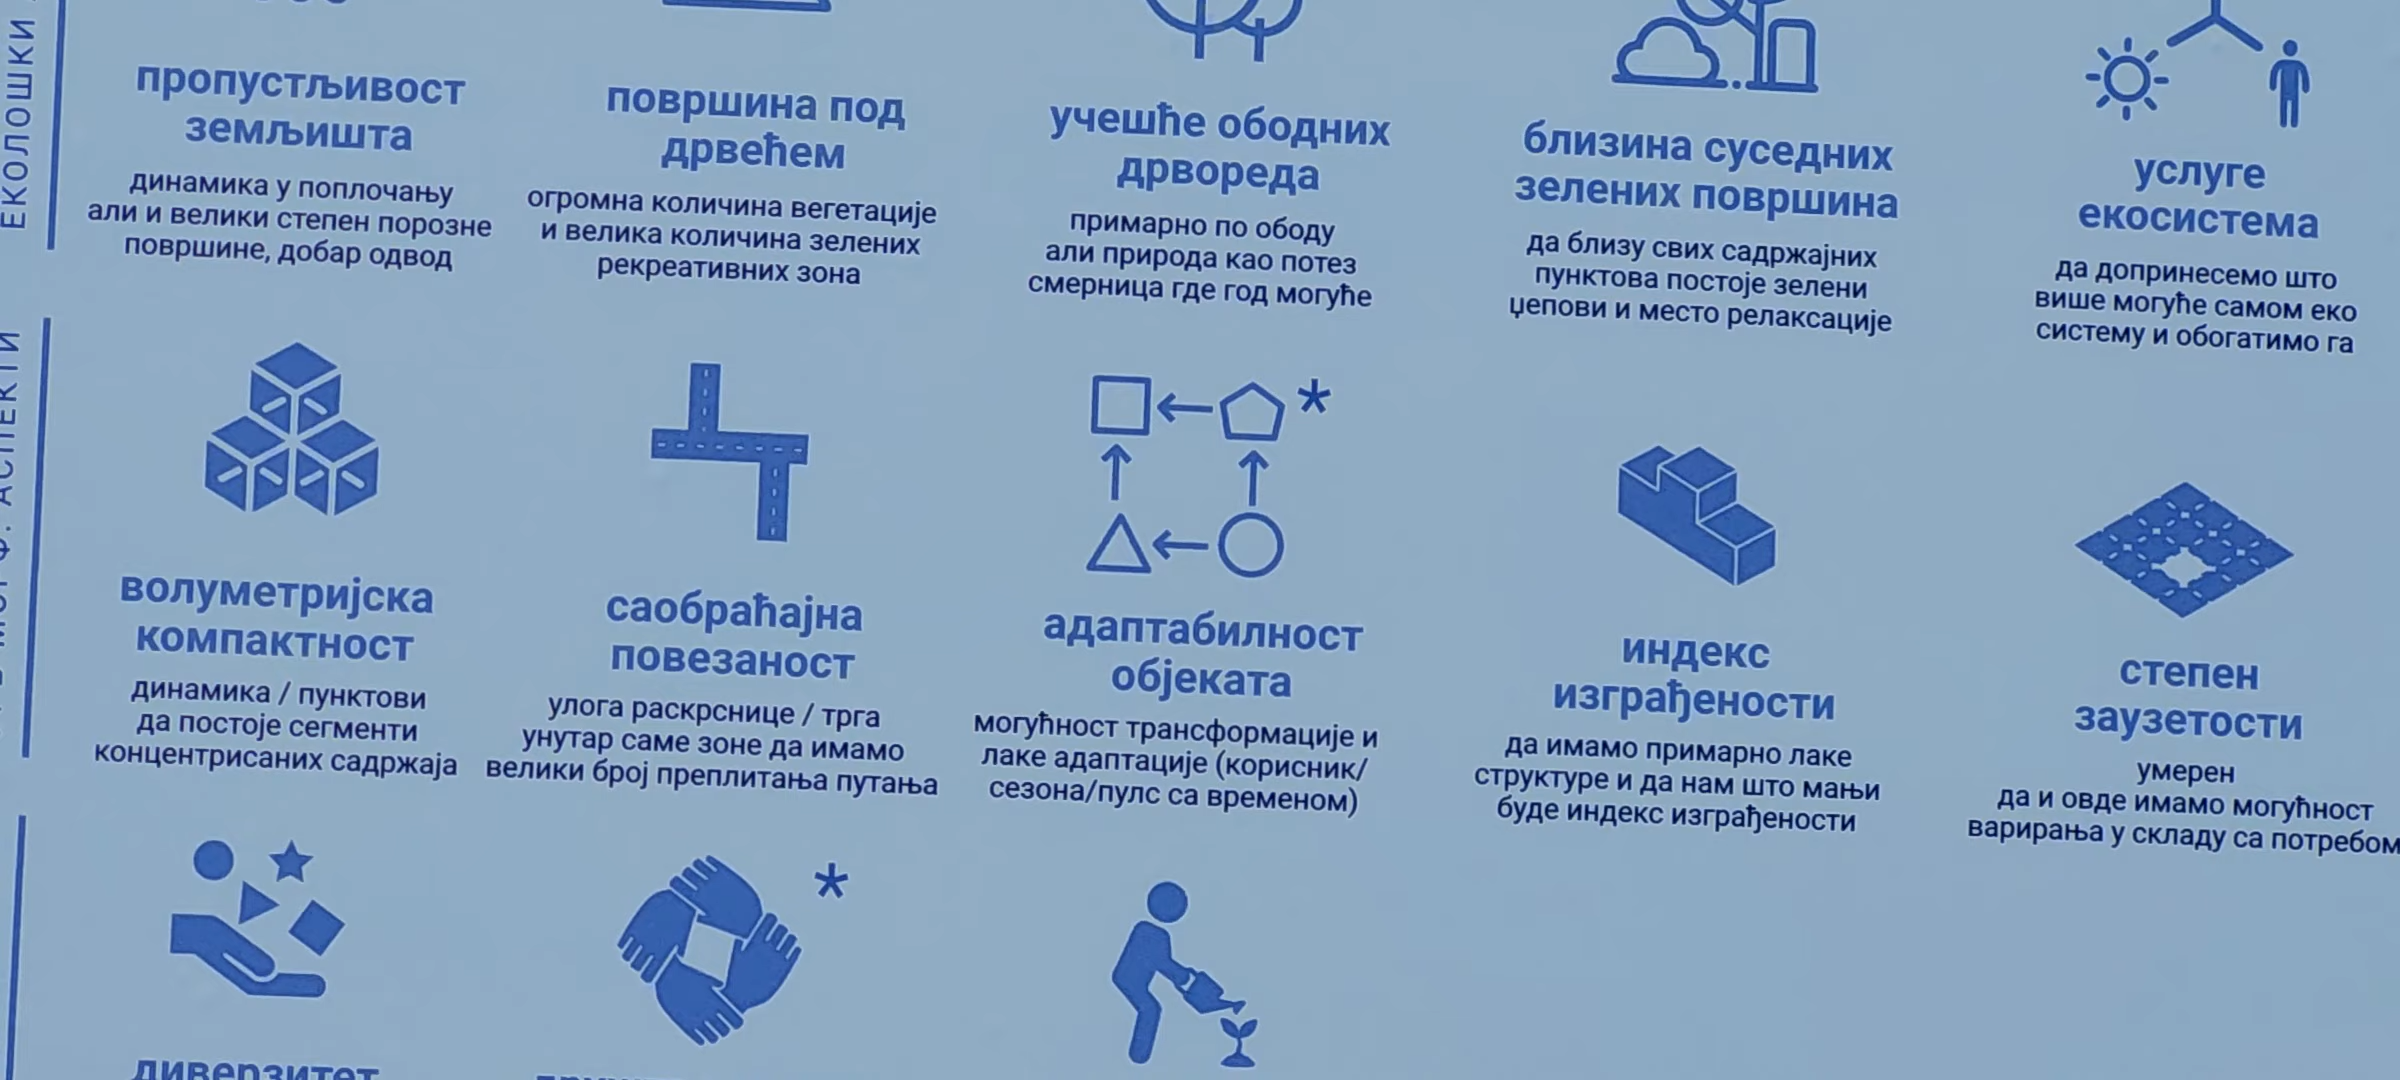 ЕКОЛОШКИ
пропустљивост
земљишта
динамика у поплочању
али и велики степен порозне
површине, добар одвод
површина под
дрвећем
огромна количина вегетације
и велика количина зелених
рекреативних зона
учешће ободних
дрвореда
примарно по ободу
али природа као потез
смерница где год могуће
близина суседних
зелених површина
да близу свих садржајних
пунктова постоје зелени
џепови и место релаксације
услуге
екосистема
да допринесемо што
више могуће самом еко
систему и обогатимо га
АСПЕКТИ
волуметријска
компактност
динамика / пунктови
да постоје сегменти
концентрисаних садржаја
саобраћајна
повезаност
улога раскрснице / трга
унутар саме зоне да имамо
велики број преплитања путања
*
адаптабилност
објеката
могућност трансформације и
лаке адаптације (корисник/
сезона/пулс са временом)
индекс
изграђености
да имамо примарно лаке
структуре и да нам што мањи
буде индекс изграђености
степен
заузетости
умерен
да и овде имамо могућност
варирања у складу са потребом
*
диверзитет